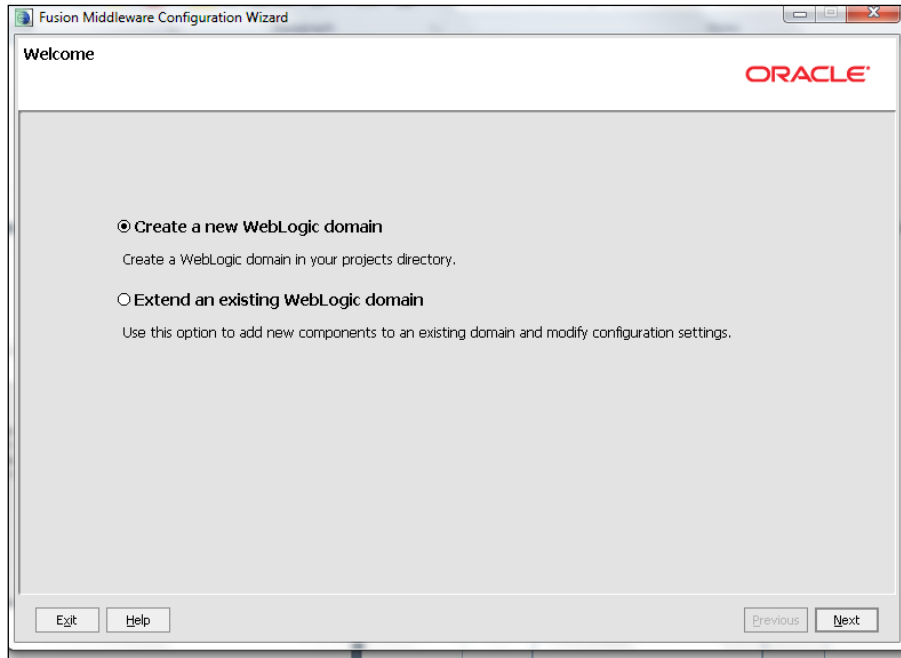 Fusion Middleware Configuration Wizard
Welcome
ORACLE
Create a new WebLogic domain
Create a WebLogic domain in your projects directory.
Extend an existing WebLogic domain
Use this option to add new components to an existing domain and modify configuration settings.
Exit Help Previous Next